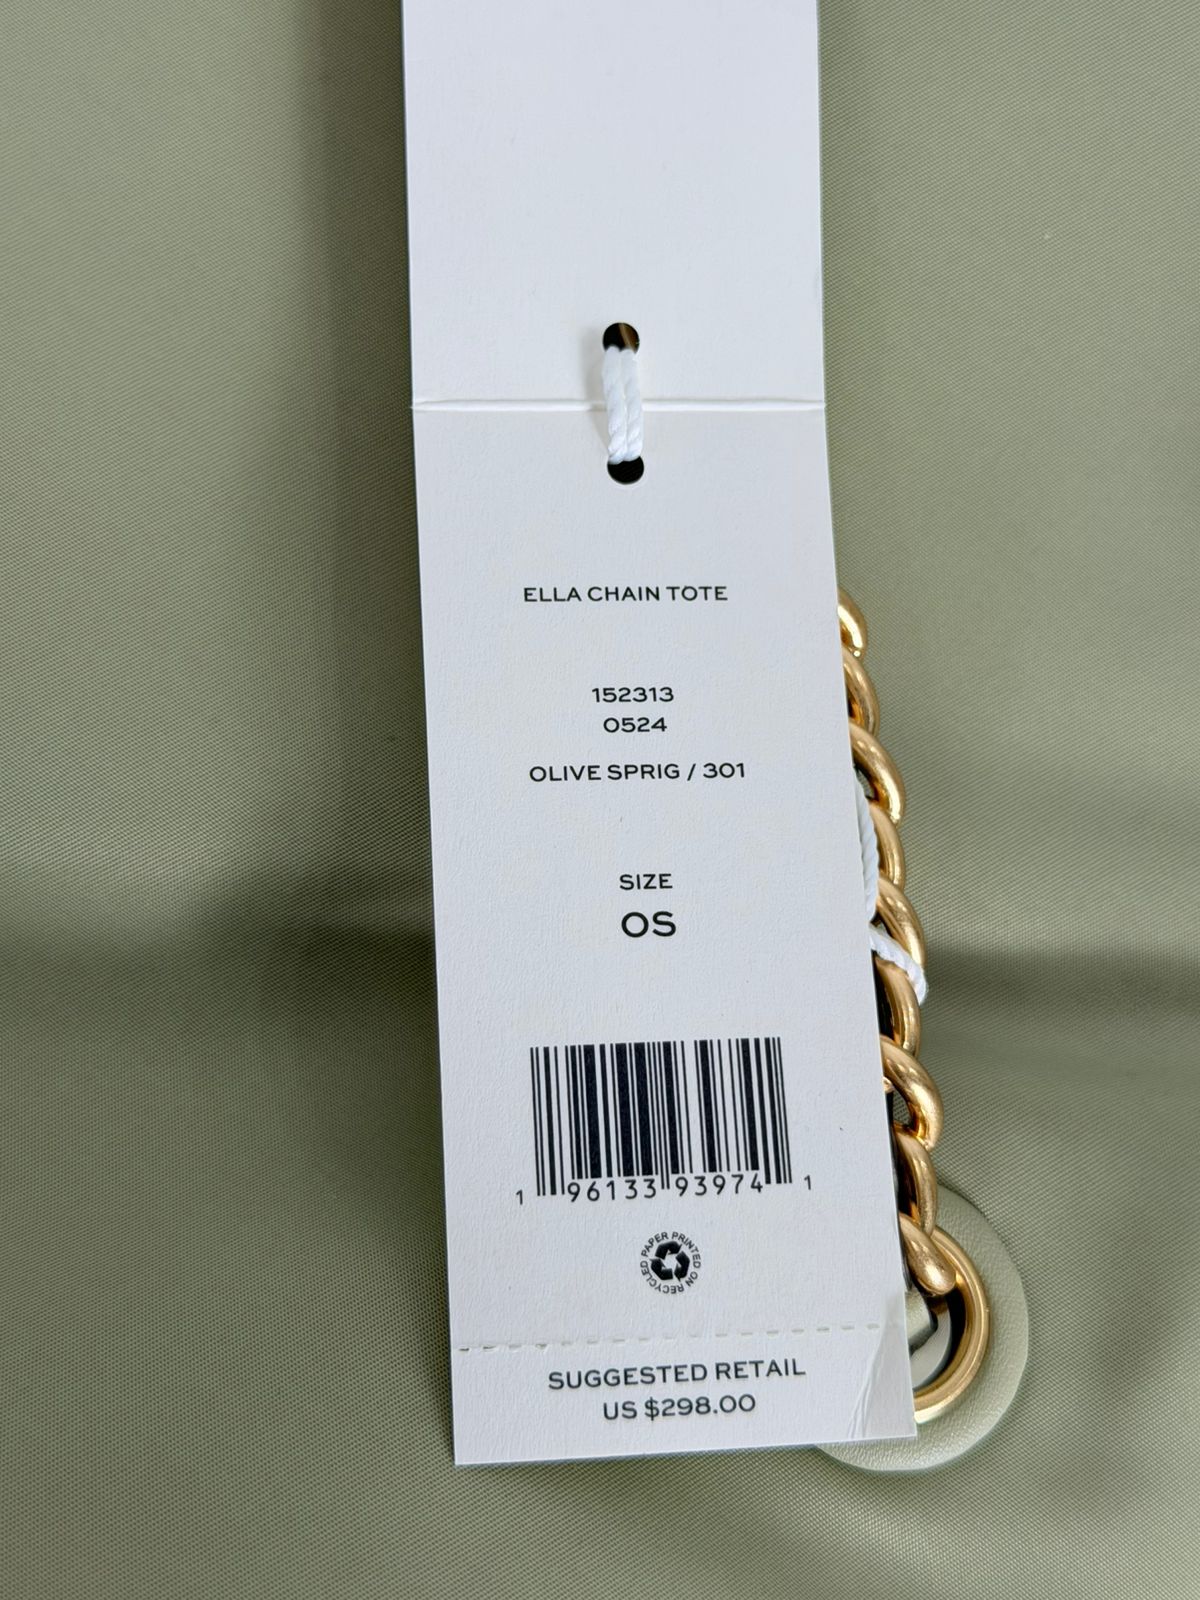 ELLA CHAIN TOTE
152313
0524
OLIVE SPRIG / 301
SIZE
OS
1 96133 93974 1
RECYCLED PAPER PRINTED ON
SUGGESTED RETAIL
US $298.00